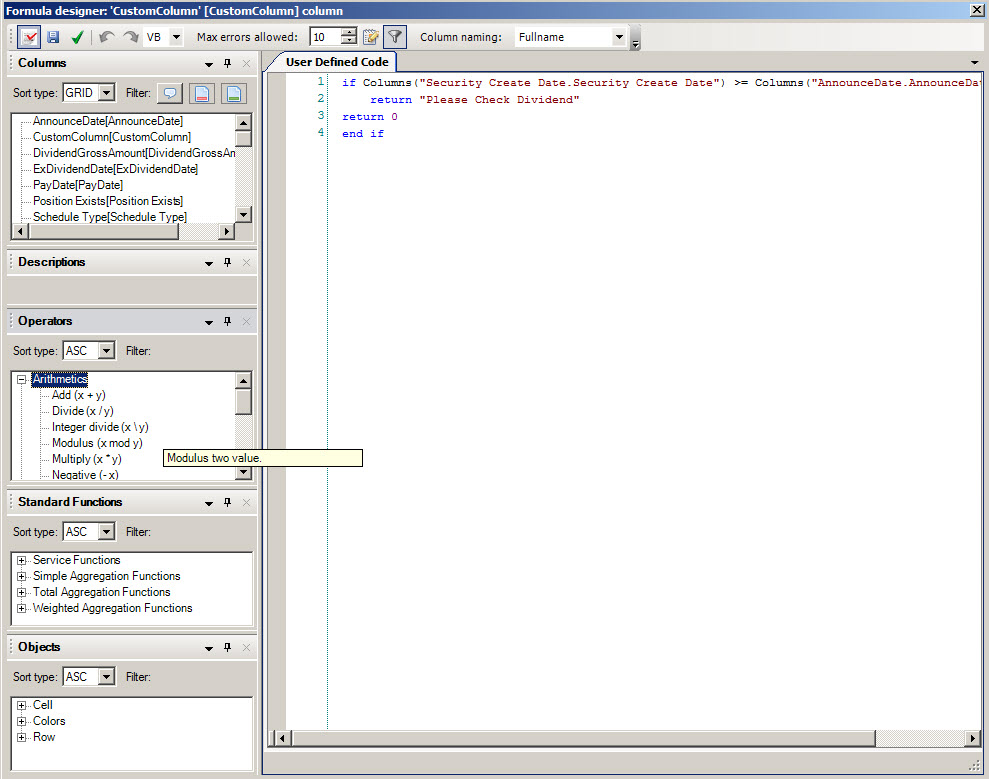 Formula designer: 'CustomColumn' [CustomColumn] column
VB Max errors allowed: 10 Column naming: Fullname
Columns
Sort type: GRID Filter:
AnnounceDate[AnnounceDate]
CustomColumn[CustomColumn]
DividendGrossAmount[DividendGrossAm
ExDividendDate[ExDividendDate]
PayDate[PayDate]
Position Exists[Position Exists]
Schedule Type[Schedule Type]
Descriptions
Operators
Sort type: ASC Filter:
Arithmetics
Add (x + y)
Divide (x / y)
Integer divide (x \ y)
Modulus (x mod y)
Multiply (x * y)
Negative (- x)
Modulus two value.
Standard Functions
Sort type: ASC Filter:
Service Functions
Simple Aggregation Functions
Total Aggregation Functions
Weighted Aggregation Functions
Objects
Sort type: ASC Filter:
Cell
Colors
Row
User Defined Code
1 if Columns("Security Create Date.Security Create Date") >= Columns("AnnounceDate.AnnounceDat
2 return "Please Check Dividend"
3 return 0
4 end if